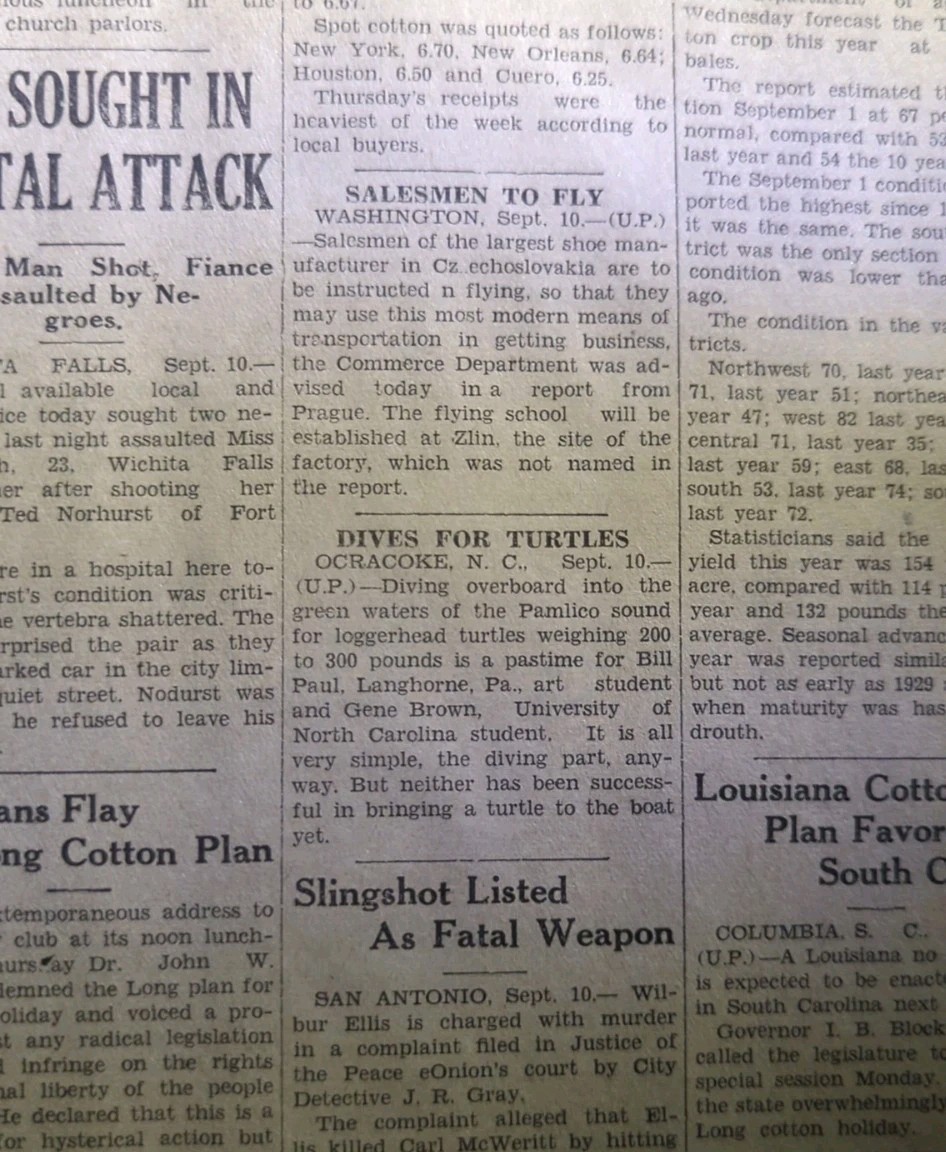 church parlors.
SOUGHT IN
TAL ATTACK
Man Shot, Fiance
saulted by Ne-
groes.
A FALLS, Sept. 10.—
l available local and
ice today sought two ne-
last night assaulted Miss
h, 23, Wichita Falls
er after shooting her
Ted Norhurst of Fort
re in a hospital here to-
rst's condition was criti-
e vertebra shattered. The
rprised the pair as they
arked car in the city lim-
quiet street. Nodurst was
he refused to leave his
ans Flay
ng Cotton Plan
temporaneous address to
club at its noon lunch-
urs ay Dr. John W.
demned the Long plan for
oliday and voiced a pro-
st any radical legislation
d infringe on the rights
nal liberty of the people
He declared that this is a
for hysterical action but
to 6.67.
Spot cotton was quoted as follows:
New York, 6.70, New Orleans, 6.64;
Houston, 6.50 and Cuero, 6.25.
Thursday's receipts were the
heaviest of the week according to
local buyers.
SALESMEN TO FLY
WASHINGTON, Sept. 10.—(U.P.)
—Salesmen of the largest shoe man-
ufacturer in Cz echoslovakia are to
be instructed n flying, so that they
may use this most modern means of
transportation in getting business,
the Commerce Department was ad-
vised today in a report from
Prague. The flying school will be
established at Zlin, the site of the
factory, which was not named in
the report.
DIVES FOR TURTLES
OCRACOKE, N. C., Sept. 10.—
(U.P.)—Diving overboard into the
green waters of the Pamlico sound
for loggerhead turtles weighing 200
to 300 pounds is a pastime for Bill
Paul, Langhorne, Pa., art student
and Gene Brown, University of
North Carolina student. It is all
very simple, the diving part, any-
way. But neither has been success-
ful in bringing a turtle to the boat
yet.
Slingshot Listed
As Fatal Weapon
SAN ANTONIO, Sept. 10.— Wil-
bur Ellis is charged with murder
in a complaint filed in Justice of
the Peace eOnion's court by City
Detective J. R. Gray.
The complaint alleged that El-
lis killed Carl McWeritt by hitting
Wednesday forecast the T
ton crop this year at
bales.
The report estimated t
tion September 1 at 67 pe
normal, compared with 53
last year and 54 the 10 yea
The September 1 conditi
ported the highest since 1
it was the same. The sou
trict was the only section
condition was lower tha
ago.
The condition in the va
tricts.
Northwest 70, last year
71, last year 51; northea
year 47; west 82 last yea
central 71, last year 35;
last year 59; east 68, las
south 53, last year 74; so
last year 72.
Statisticians said the
yield this year was 154
acre, compared with 114 p
year and 132 pounds the
average. Seasonal advanc
year was reported simila
but not as early as 1929
when maturity was has
drouth.
Louisiana Cotto
Plan Favor
South C
COLUMBIA, S. C.,
(U.P.)—A Louisiana no
is expected to be enact
in South Carolina next
Governor I. B. Block
called the legislature to
special session Monday.
the state overwhelmingly
Long cotton holiday.